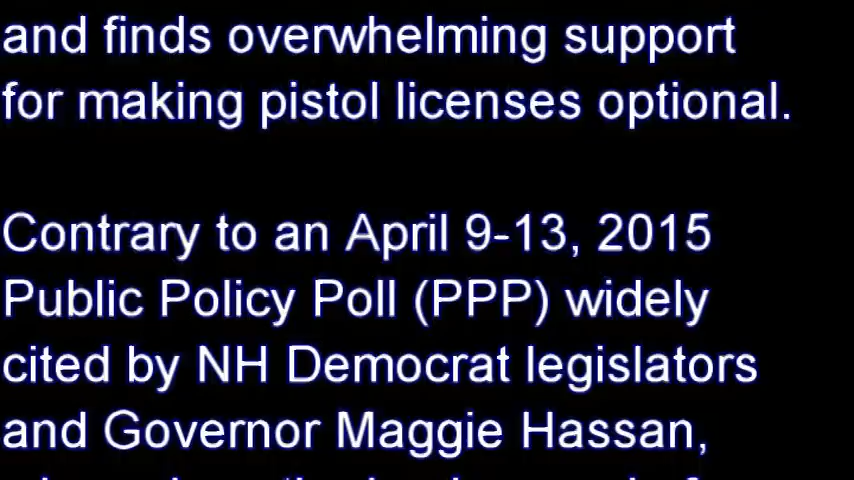 and finds overwhelming support
for making pistol licenses optional.
Contrary to an April 9-13, 2015
Public Policy Poll (PPP) widely
cited by NH Democrat legislators
and Governor Maggie Hassan,